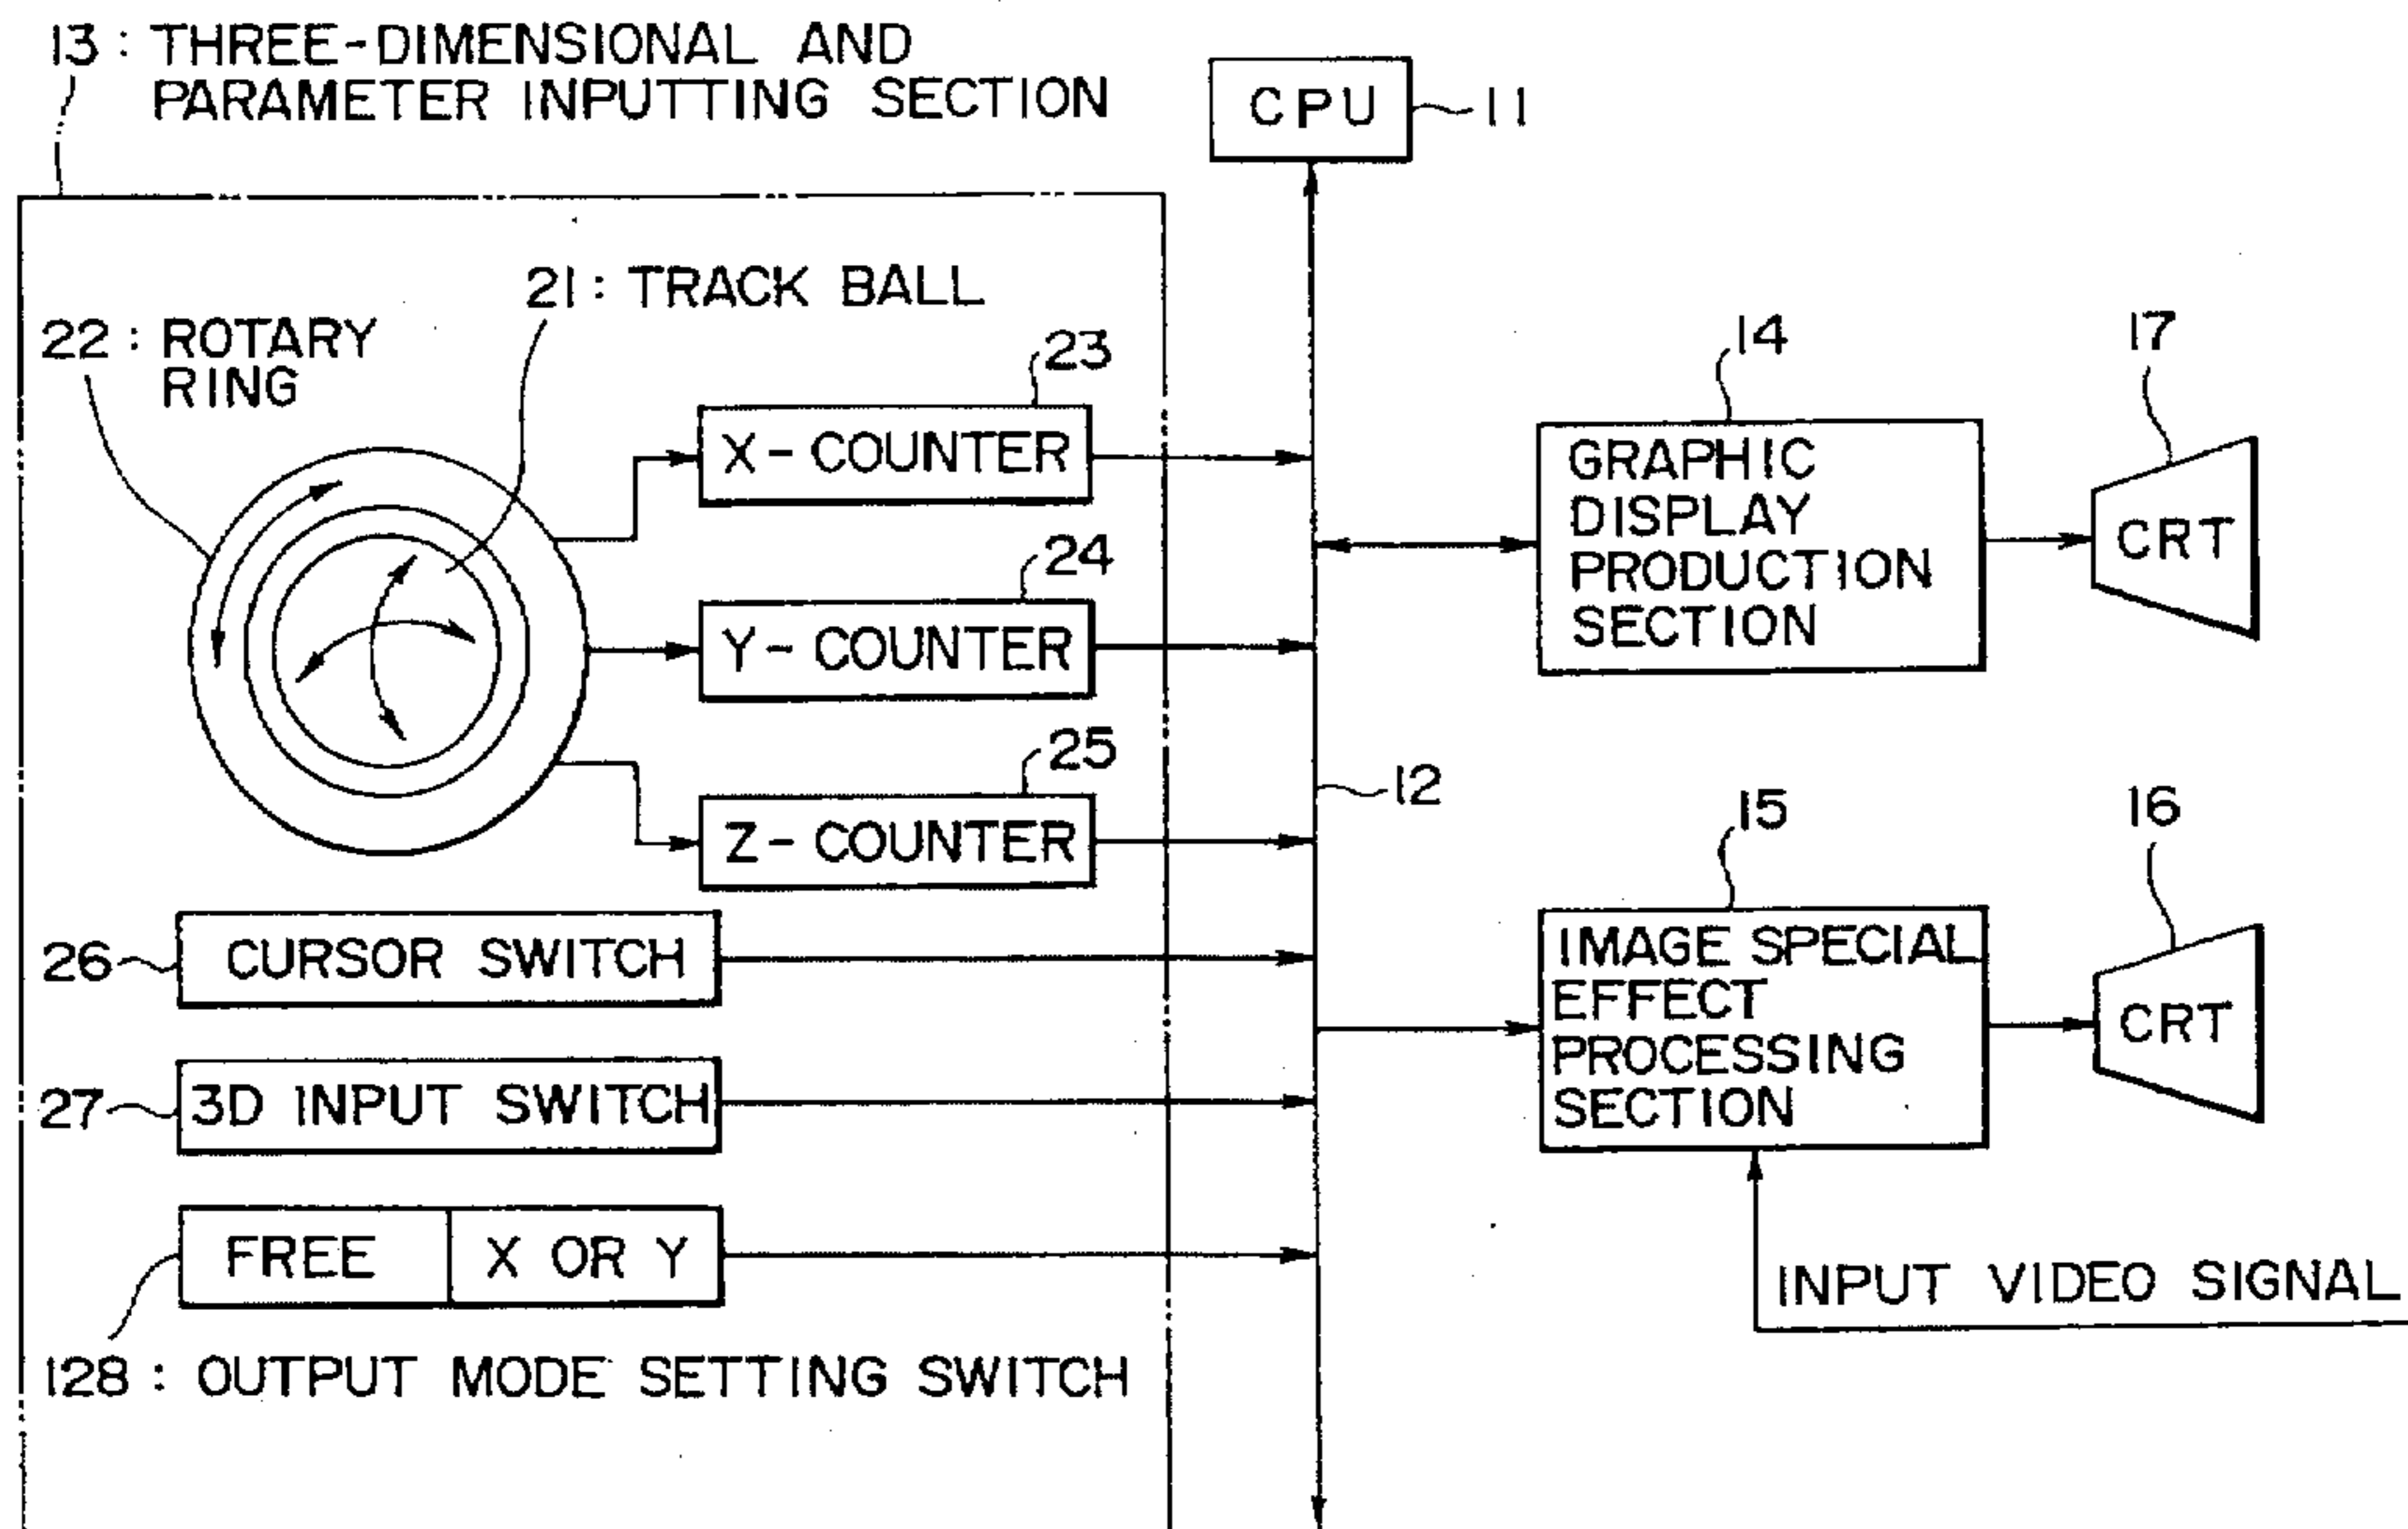 13 : THREE-DIMENSIONAL AND
PARAMETER INPUTTING SECTION
CPU
11
21 : TRACK BALL
22 : ROTARY
RING
23
X-COUNTER
24
Y-COUNTER
25
Z-COUNTER
26
CURSOR SWITCH
27
3D INPUT SWITCH
FREE
X OR Y
128 : OUTPUT MODE SETTING SWITCH
12
14
GRAPHIC
DISPLAY
PRODUCTION
SECTION
17
CRT
15
IMAGE SPECIAL
EFFECT
PROCESSING
SECTION
16
CRT
INPUT VIDEO SIGNAL